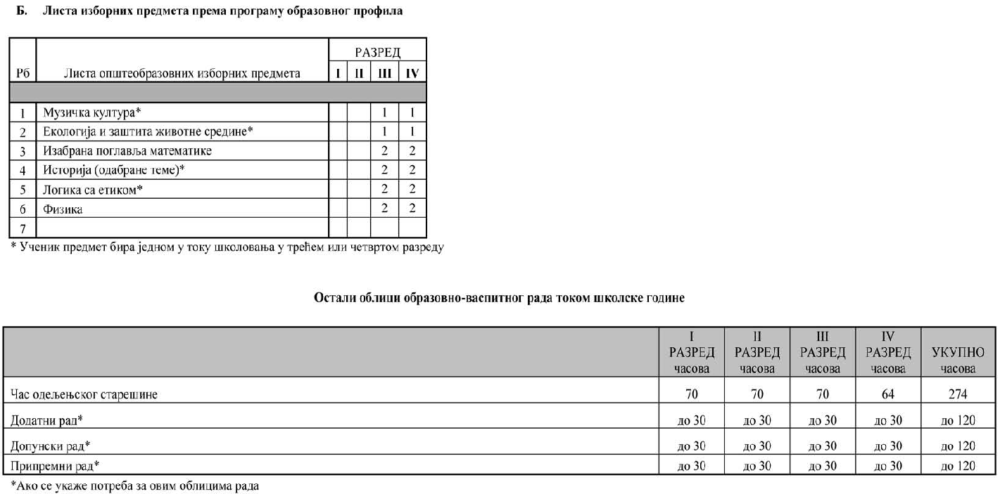 Б. Листа изборних предмета према програму образовног профила
РАЗРЕД
Рб Листа општеобразовних изборних предмета I II III IV
1 Музичка култура* 1 1
2 Екологија и заштита животне средине* 1 1
3 Изабрана поглавља математике 2 2
4 Историја (одабране теме)* 2 2
5 Логика са етиком* 2 2
6 Физика 2 2
7
* Ученик предмет бира једном у току школовања у трећем или четвртом разреду
Остали облици образовно-васпитног рада током школске године
I II III IV
РАЗРЕД РАЗРЕД РАЗРЕД РАЗРЕД УКУПНО
часова часова часова часова часова
Час одељењског старешине 70 70 70 64 274
Додатни рад* до 30 до 30 до 30 до 30 до 120
Допунски рад* до 30 до 30 до 30 до 30 до 120
Припремни рад* до 30 до 30 до 30 до 30 до 120
*Ако се укаже потреба за овим облицима рада